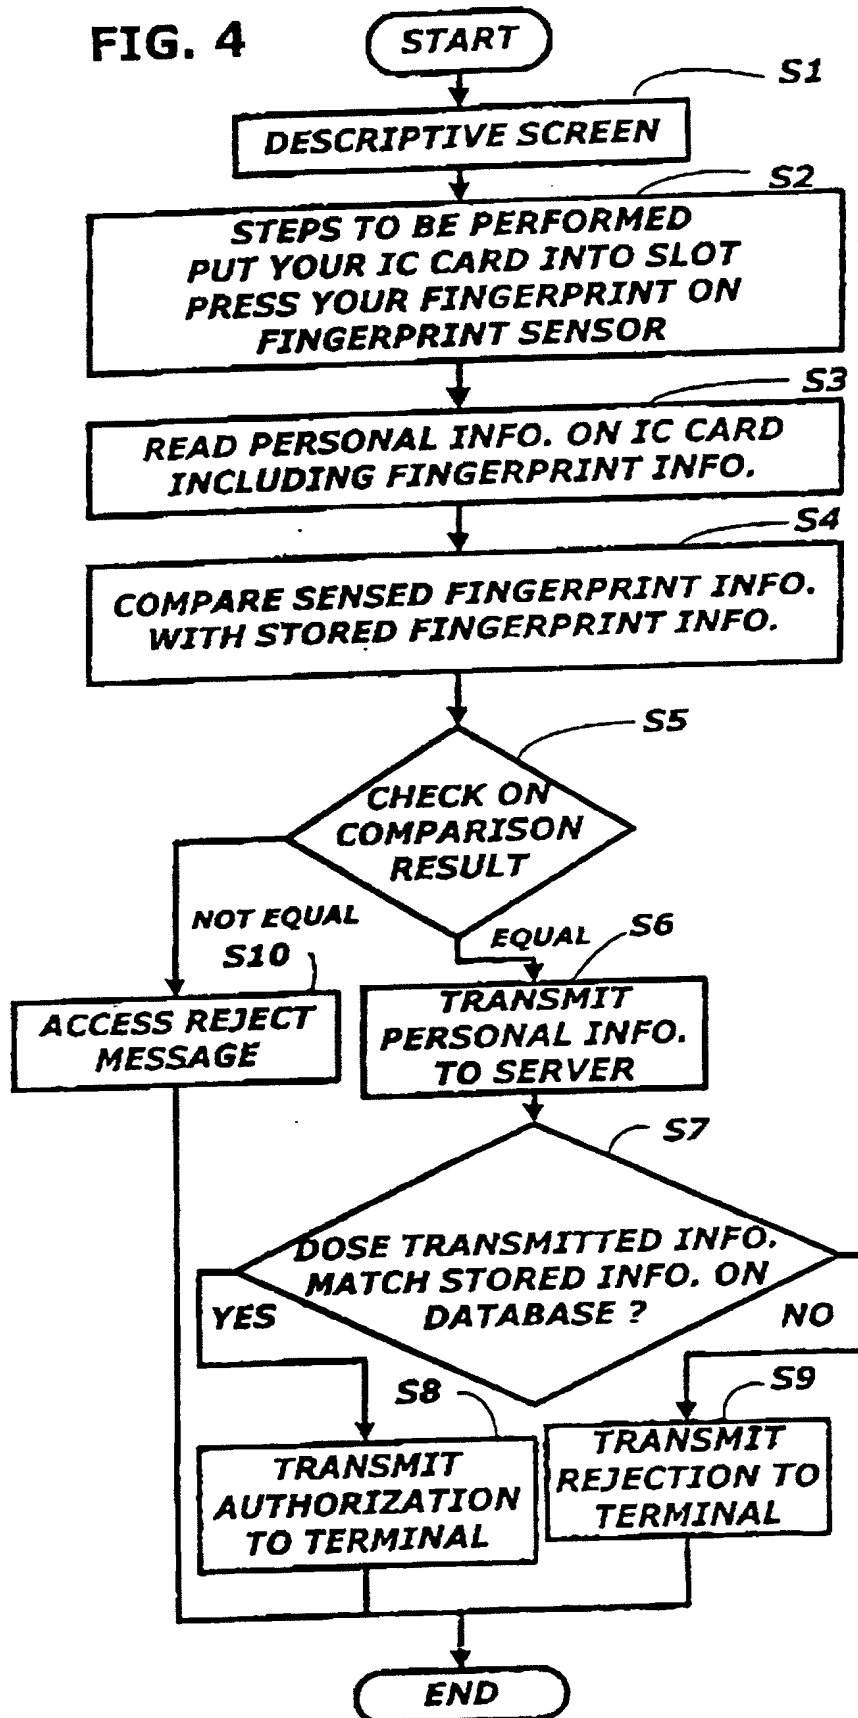 FIG. 4
START
S1
DESCRIPTIVE SCREEN
S2
STEPS TO BE PERFORMED
PUT YOUR IC CARD INTO SLOT
PRESS YOUR FINGERPRINT ON
FINGERPRINT SENSOR
S3
READ PERSONAL INFO. ON IC CARD
INCLUDING FINGERPRINT INFO.
S4
COMPARE SENSED FINGERPRINT INFO.
WITH STORED FINGERPRINT INFO.
S5
CHECK ON
COMPARISON
RESULT
NOT EQUAL
EQUAL
S10
ACCESS REJECT
MESSAGE
S6
TRANSMIT
PERSONAL INFO.
TO SERVER
S7
DOSE TRANSMITTED INFO.
MATCH STORED INFO. ON
DATABASE ?
YES
NO
S8
TRANSMIT
AUTHORIZATION
TO TERMINAL
S9
TRANSMIT
REJECTION TO
TERMINAL
END